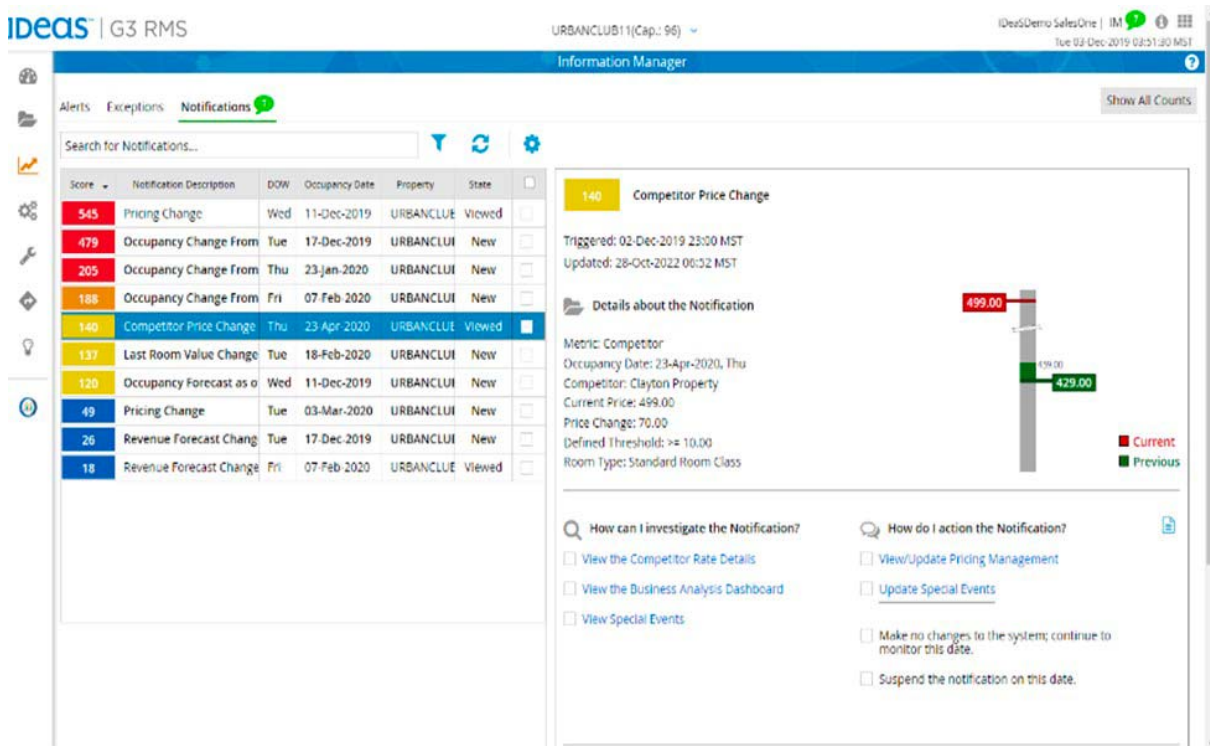 IDeaS | G3 RMS
URBANCLUB11(Cap.: 96)
IDeaSDemo SalesOne | IM 7
Tue 03-Dec-2019 03:51:30 MST
Information Manager
?
Alerts Exceptions Notifications 7
Show All Counts
Search for Notifications...
Score Notification Description DOW Occupancy Date Property State
545 Pricing Change Wed 11-Dec-2019 URBANCLUE Viewed
479 Occupancy Change From Tue 17-Dec-2019 URBANCLUI New
205 Occupancy Change From Thu 23-Jan-2020 URBANCLUI New
188 Occupancy Change From Fri 07-Feb-2020 URBANCLUI New
140 Competitor Price Change Thu 23-Apr-2020 URBANCLUE Viewed
137 Last Room Value Change Tue 18-Feb-2020 URBANCLUI New
120 Occupancy Forecast as o Wed 11-Dec-2019 URBANCLUI New
49 Pricing Change Tue 03-Mar-2020 URBANCLUI New
26 Revenue Forecast Chang Tue 17-Dec-2019 URBANCLUI New
18 Revenue Forecast Change Fri 07-Feb-2020 URBANCLUE Viewed
140 Competitor Price Change
Triggered: 02-Dec-2019 23:00 MST
Updated: 28-Oct-2022 06:52 MST
Details about the Notification
Metric: Competitor
Occupancy Date: 23-Apr-2020, Thu
Competitor: Clayton Property
Current Price: 499.00
Price Change: 70.00
Defined Threshold: >= 10.00
Room Type: Standard Room Class
499.00
429.00
Current
Previous
How can I investigate the Notification?
View the Competitor Rate Details
View the Business Analysis Dashboard
View Special Events
How do I action the Notification?
View/Update Pricing Management
Update Special Events
Make no changes to the system; continue to
monitor this date.
Suspend the notification on this date.